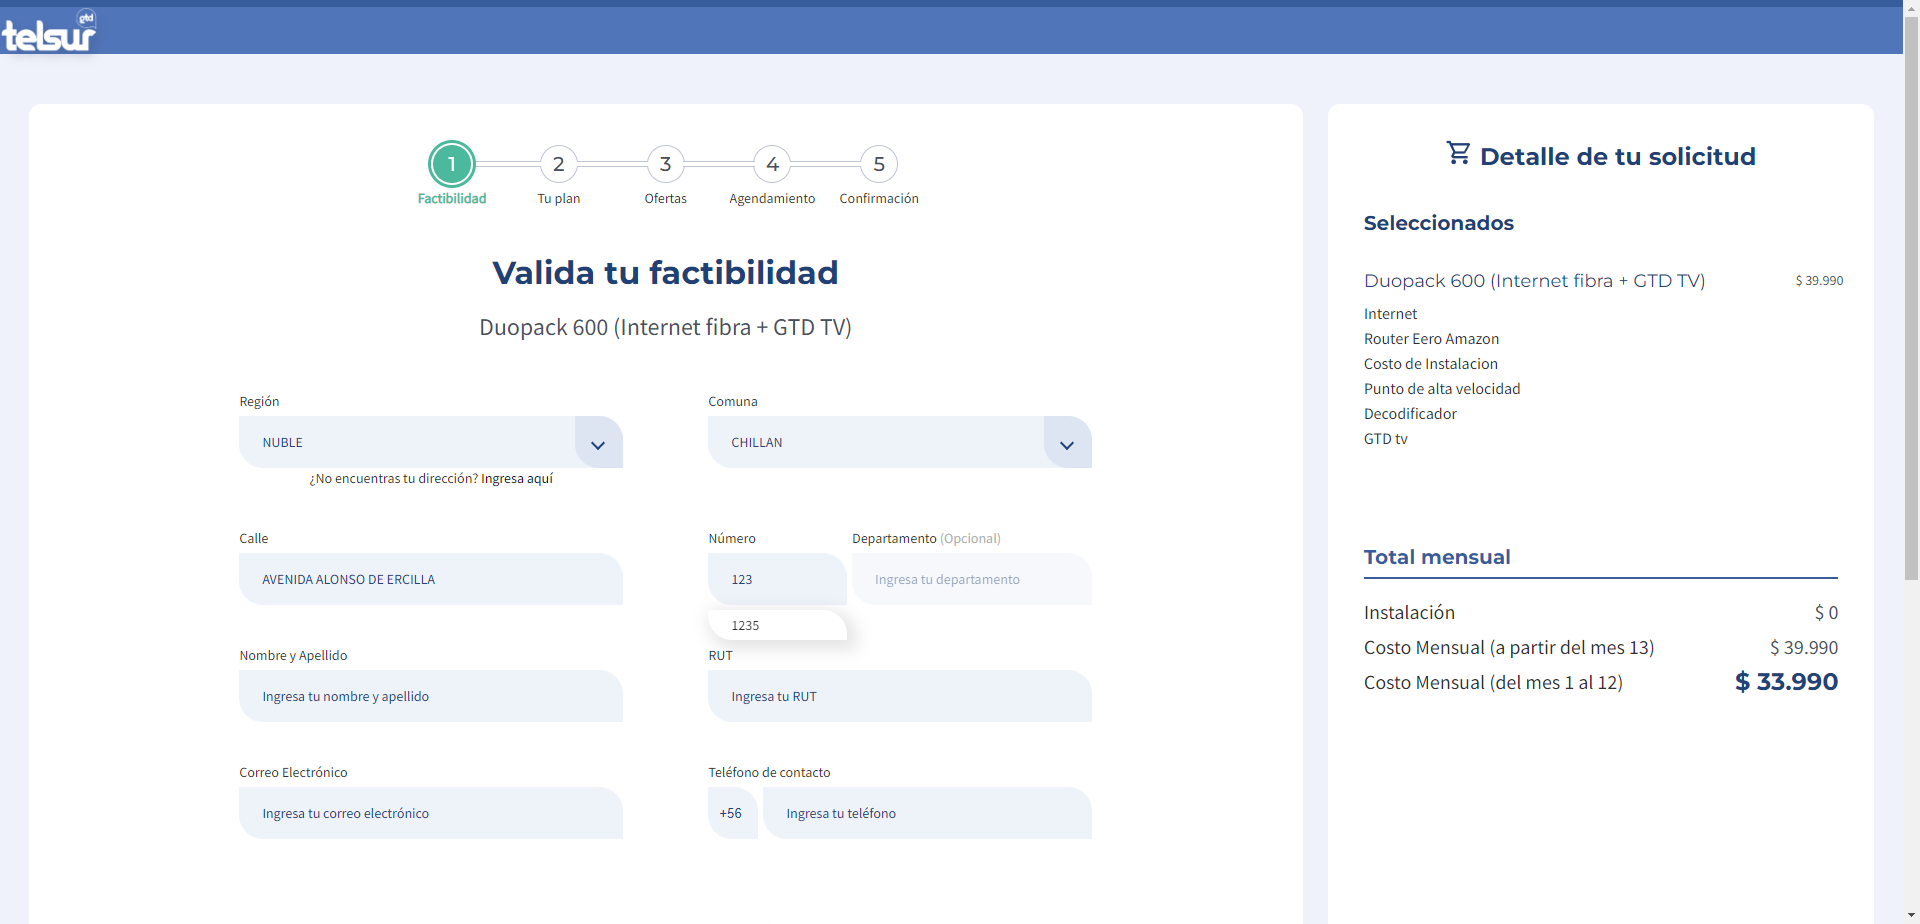 telsur gtd
1 2 3 4 5
Factibilidad Tu plan Ofertas Agendamiento Confirmación
Valida tu factibilidad
Duopack 600 (Internet fibra + GTD TV)
Región Comuna
NUBLE CHILLAN
¿No encuentras tu dirección? Ingresa aquí
Calle Número Departamento (Opcional)
AVENIDA ALONSO DE ERCILLA 123 Ingresa tu departamento
1235
Nombre y Apellido RUT
Ingresa tu nombre y apellido Ingresa tu RUT
Correo Electrónico Teléfono de contacto
Ingresa tu correo electrónico +56 Ingresa tu teléfono
Detalle de tu solicitud
Seleccionados
Duopack 600 (Internet fibra + GTD TV) $ 39.990
Internet
Router Eero Amazon
Costo de Instalacion
Punto de alta velocidad
Decodificador
GTD tv
Total mensual
Instalación $ 0
Costo Mensual (a partir del mes 13) $ 39.990
Costo Mensual (del mes 1 al 12) $ 33.990